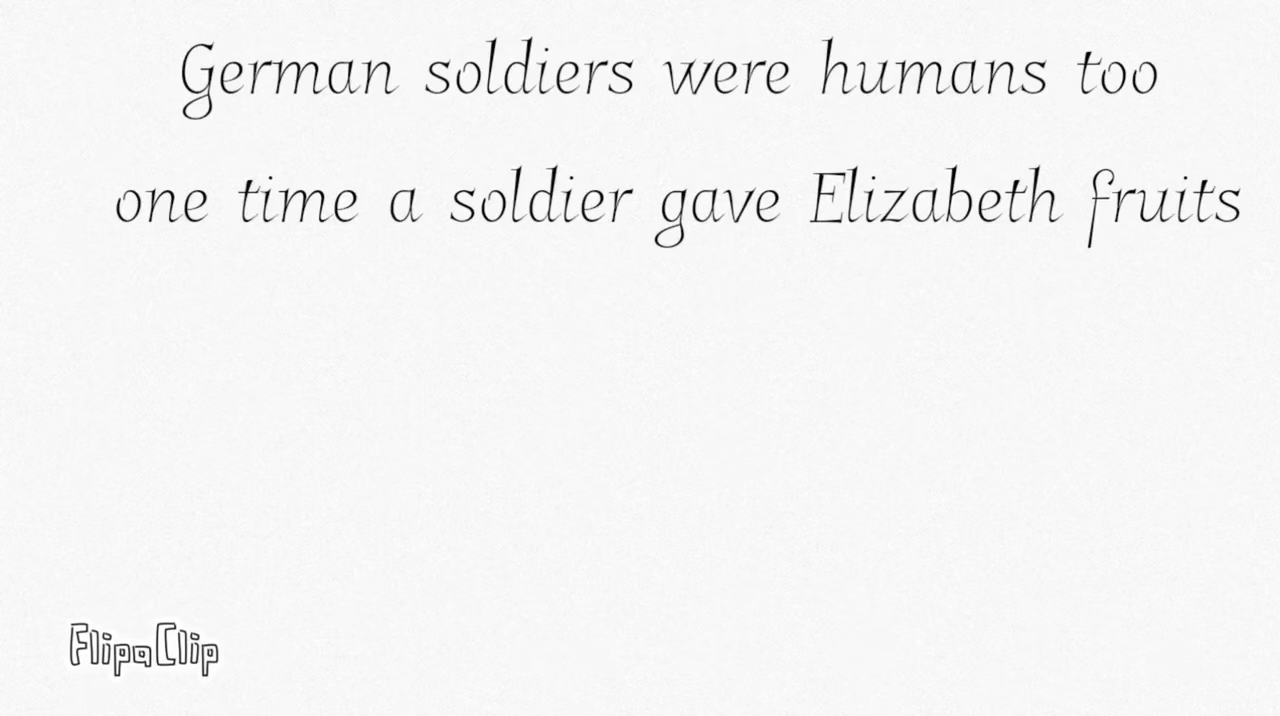 German soldiers were humans too
one time a soldier gave Elizabeth fruits
FlipaClip